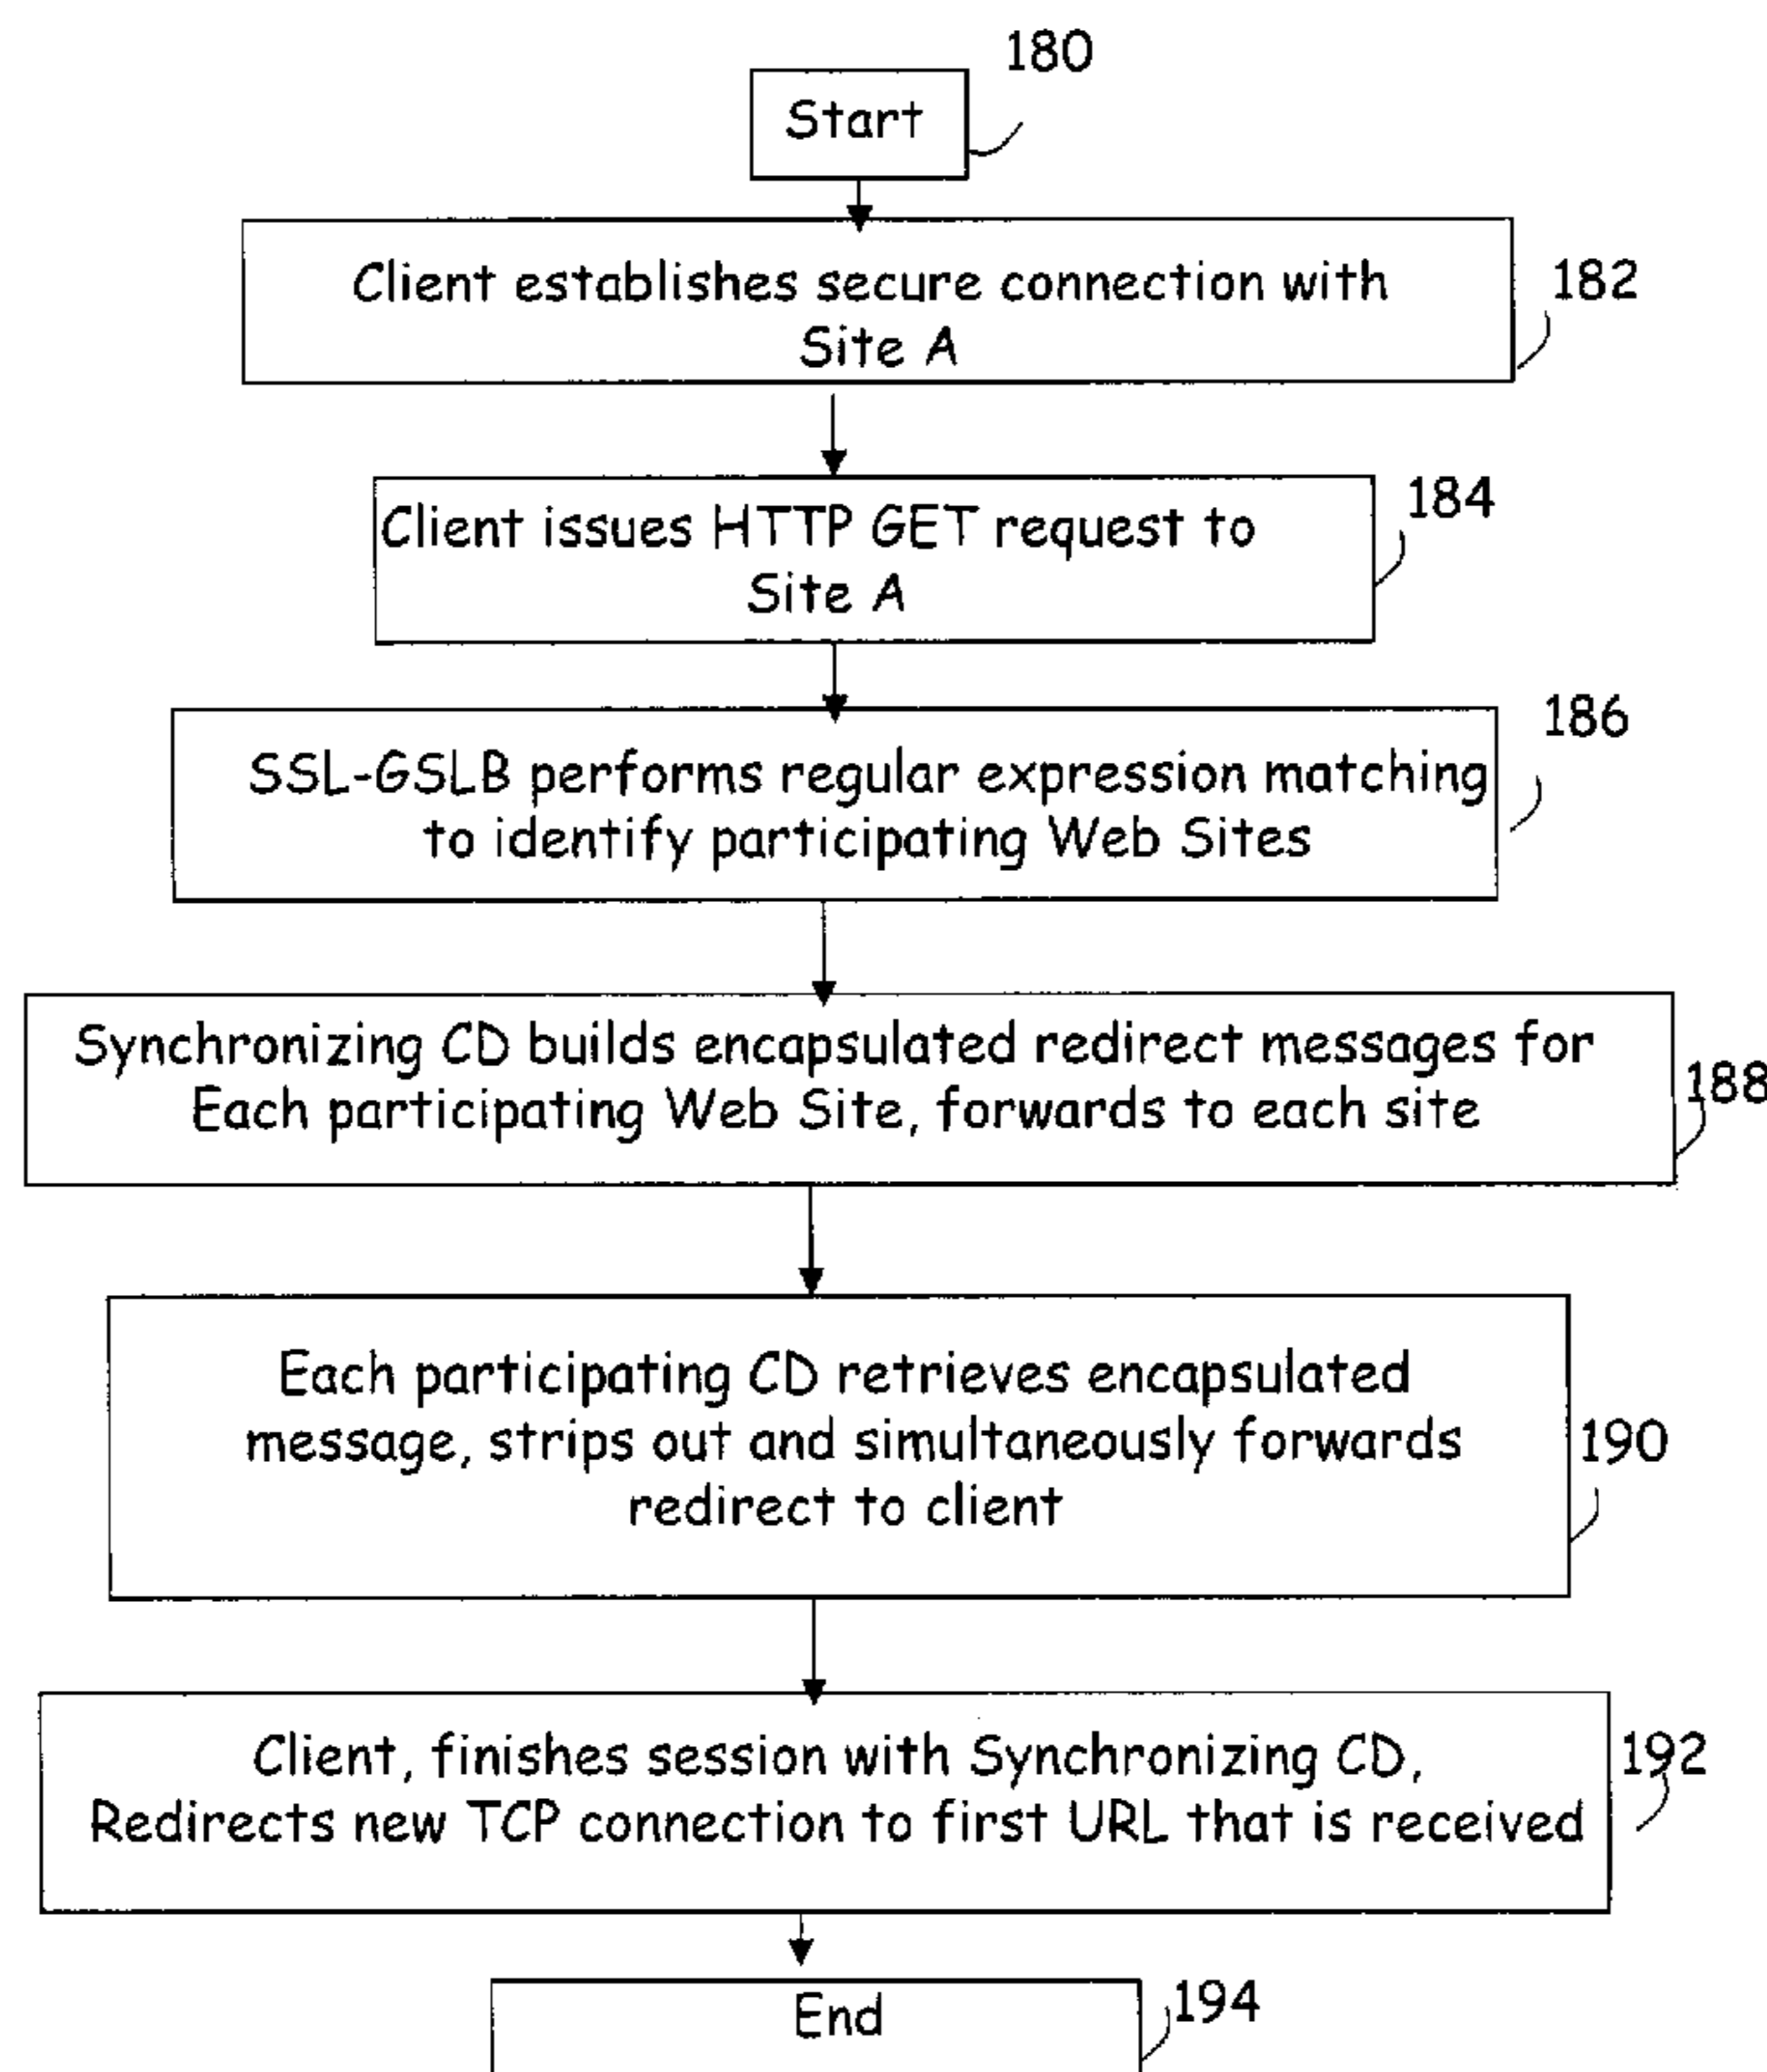 180
Start
Client establishes secure connection with
Site A
182
Client issues HTTP GET request to
Site A
184
SSL-GSLB performs regular expression matching
to identify participating Web Sites
186
Synchronizing CD builds encapsulated redirect messages for
Each participating Web Site, forwards to each site
188
Each participating CD retrieves encapsulated
message, strips out and simultaneously forwards
redirect to client
190
Client, finishes session with Synchronizing CD,
Redirects new TCP connection to first URL that is received
192
End
194